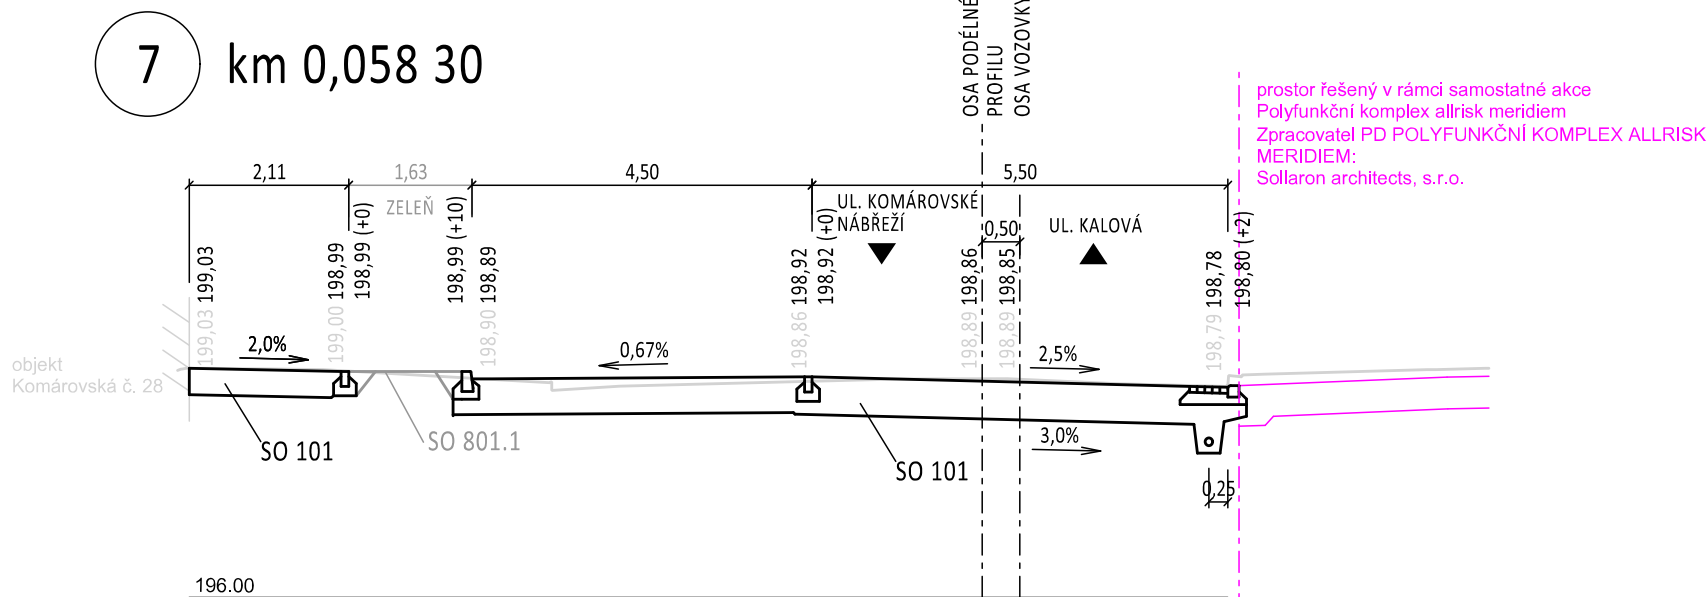 7
km 0,058 30
OSA PODÉLNÉ
PROFILU
OSA VOZOVKY
prostor řešený v rámci samostatné akce
Polyfunkční komplex allrisk meridiem
Zpracovatel PD POLYFUNKČNÍ KOMPLEX ALLRISK
MERIDIEM:
Sollaron architects, s.r.o.
2,11
1,63
4,50
5,50
ZELEŇ
UL. KOMÁROVSKÉ
NÁBŘEŽÍ
0,50
UL. KALOVÁ
199,03 199,03
199,00 198,99
198,99 (+0)
198,99 (+10)
198,90 198,89
198,86 198,92
198,92 (+0)
198,89 198,86
198,89 198,85
198,79 198,78
198,80 (+2)
2,0%
0,67%
2,5%
objekt
Komárovská č. 28
SO 101
SO 801.1
SO 101
3,0%
0,25
196.00